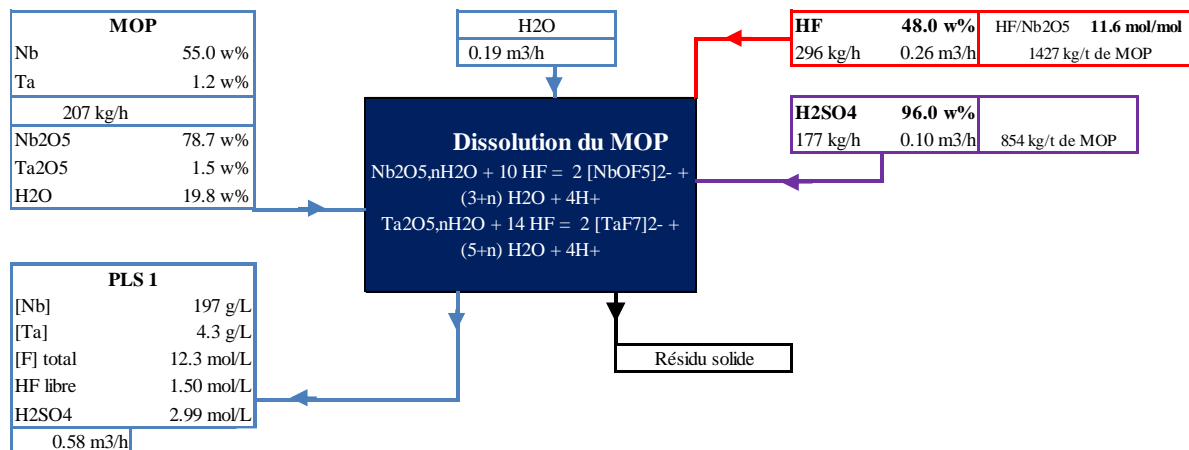 MOP
Nb 55.0 w%
Ta 1.2 w%
207 kg/h
Nb2O5 78.7 w%
Ta2O5 1.5 w%
H2O 19.8 w%
H2O
0.19 m3/h
HF 48.0 w% HF/Nb2O5 11.6 mol/mol
296 kg/h 0.26 m3/h 1427 kg/t de MOP
H2SO4 96.0 w%
177 kg/h 0.10 m3/h 854 kg/t de MOP
Dissolution du MOP
Nb2O5,nH2O + 10 HF = 2 [NbOF5]2- +
(3+n) H2O + 4H+
Ta2O5,nH2O + 14 HF = 2 [TaF7]2- +
(5+n) H2O + 4H+
PLS 1
[Nb] 197 g/L
[Ta] 4.3 g/L
[F] total 12.3 mol/L
HF libre 1.50 mol/L
H2SO4 2.99 mol/L
0.58 m3/h
Résidu solide